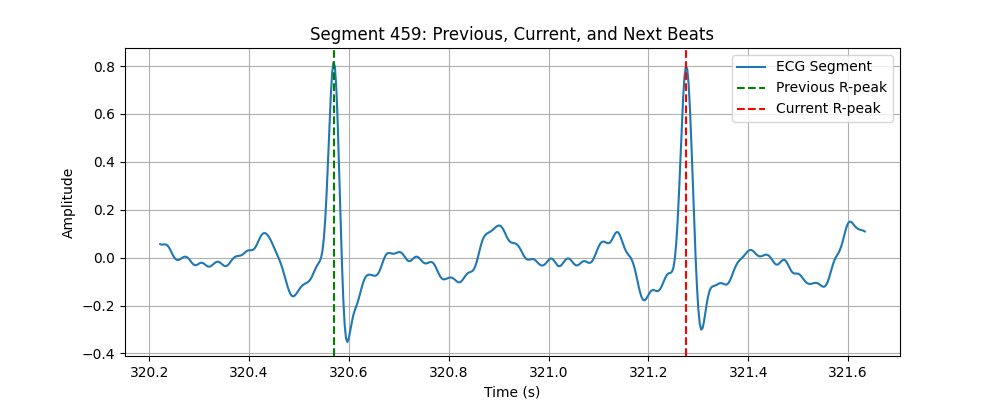 Segment 459: Previous, Current, and Next Beats
ECG Segment
Previous R-peak
Current R-peak
Amplitude
0.8
0.6
0.4
0.2
0.0
−0.2
−0.4
320.2 320.4 320.6 320.8 321.0 321.2 321.4 321.6
Time (s)